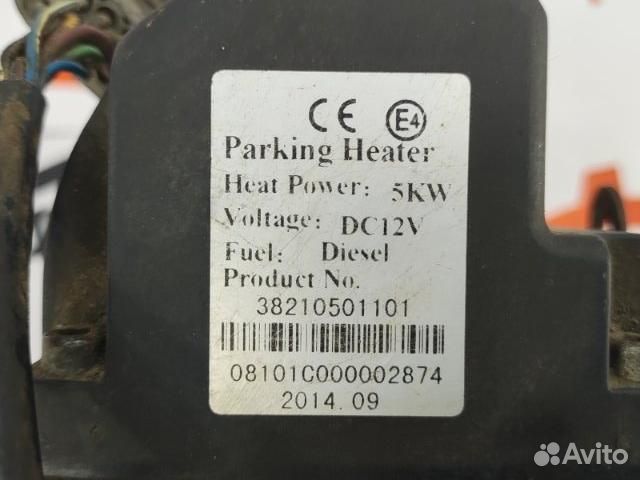 CE E4
Parking Heater
Heat Power: 5KW
Voltage: DC12V
Fuel: Diesel
Product No.
38210501101
08101C000002874
2014.09
Avito